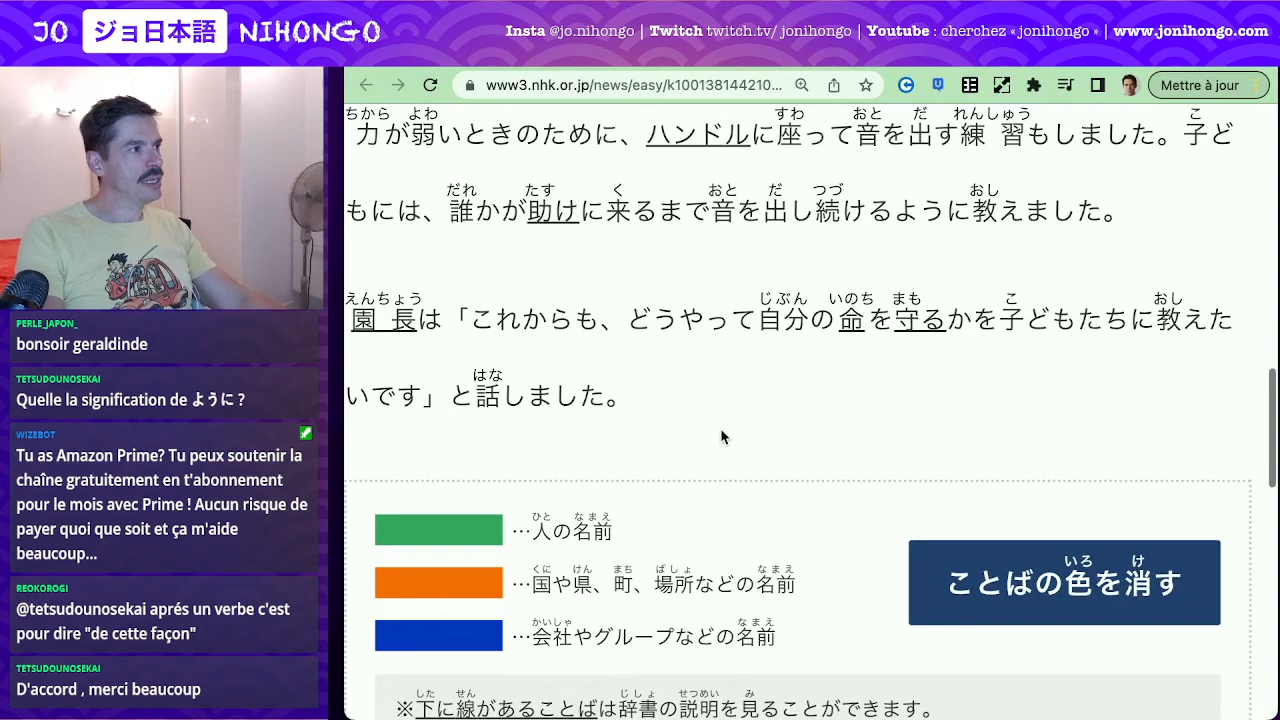 JO ジョ日本語 NIHONGO
Insta @jo.nihongo | Twitch twitch.tv/ jonihongo | Youtube : cherchez « jonihongo » | www.jonihongo.com
www3.nhk.or.jp/news/easy/k100138144210...
Mettre à jour
ちから よわ すわ おと だ れんしゅう こ
力が弱いときのために、ハンドルに座って音を出す練習もしました。子ど
だれ たす く おと だ つづ おし
もには、誰かが助けに来るまで音を出し続けるように教えました。
えんちょう じぶん いのち まも こ おし
園長は「これからも、どうやって自分の命を守るかを子どもたちに教えた
はな
いです」と話しました。
ひと なまえ
…人の名前
くに けん まち ばしょ なまえ
…国や県、町、場所などの名前
かいしゃ なまえ
…会社やグループなどの名前
いろ け
ことばの色を消す
した せん じしょ せつめい み
※下に線があることばは辞書の説明を見ることができます。
PERLE_JAPON_
bonsoir geraldinde
TETSUDOUNOSEKAI
Quelle la signification de ように ?
WIZEBOT
Tu as Amazon Prime? Tu peux soutenir la
chaîne gratuitement en t'abonnement
pour le mois avec Prime ! Aucun risque de
payer quoi que soit et ça m'aide
beaucoup...
REOKOROGI
@tetsudounosekai aprés un verbe c'est
pour dire "de cette façon"
TETSUDOUNOSEKAI
D'accord , merci beaucoup